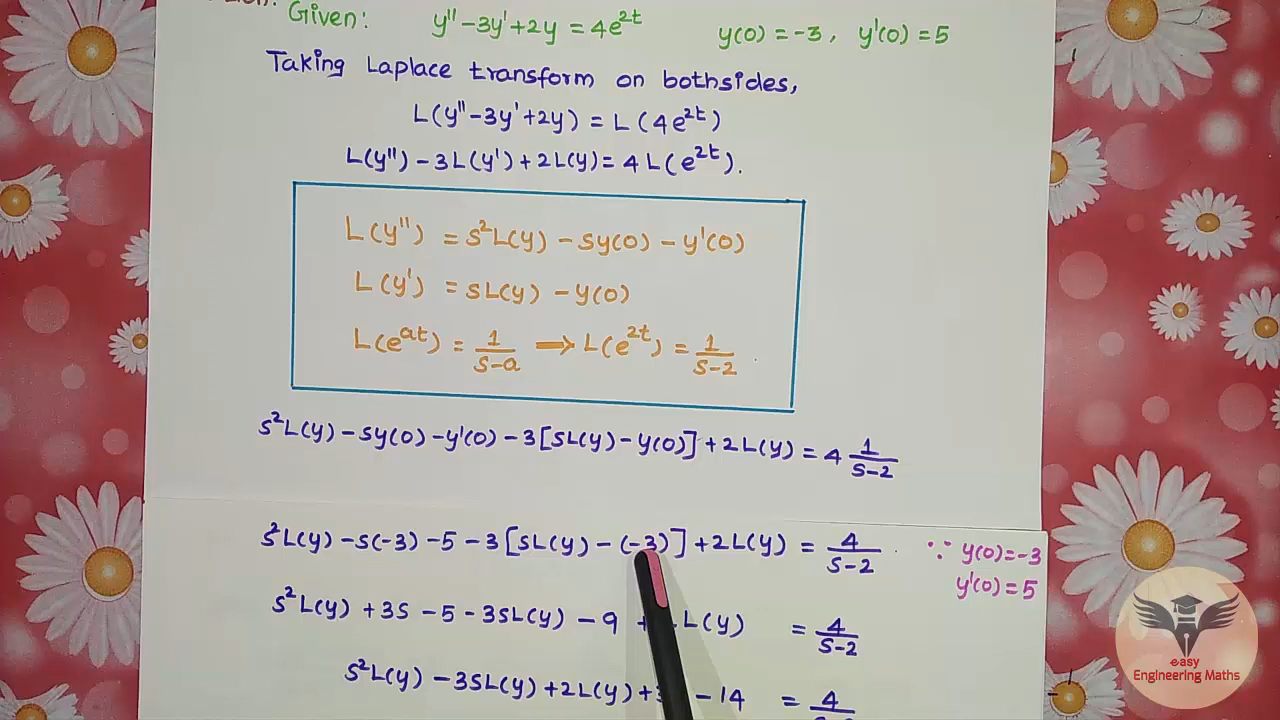 Given: y'' - 3y' + 2y = 4e^{2t} y(0) = -3, y'(0) = 5
Taking Laplace transform on bothsides,
L(y'' - 3y' + 2y) = L(4e^{2t})
L(y'') - 3L(y') + 2L(y) = 4L(e^{2t}).
L(y'') = s²L(y) - sy(0) - y'(0)
L(y') = sL(y) - y(0)
L(e^{at}) = 1/(s-a) ⟹ L(e^{2t}) = 1/(s-2)
s²L(y) - sy(0) - y'(0) - 3[sL(y) - y(0)] + 2L(y) = 4 1/(s-2)
s²L(y) - s(-3) - 5 - 3[sL(y) - (-3)] + 2L(y) = 4/(s-2) ∵ y(0) = -3
y'(0) = 5
s²L(y) + 3s - 5 - 3sL(y) - 9 + L(y) = 4/(s-2)
s²L(y) - 3sL(y) + 2L(y) + 3 - 14 = 4
easy
Engineering Maths